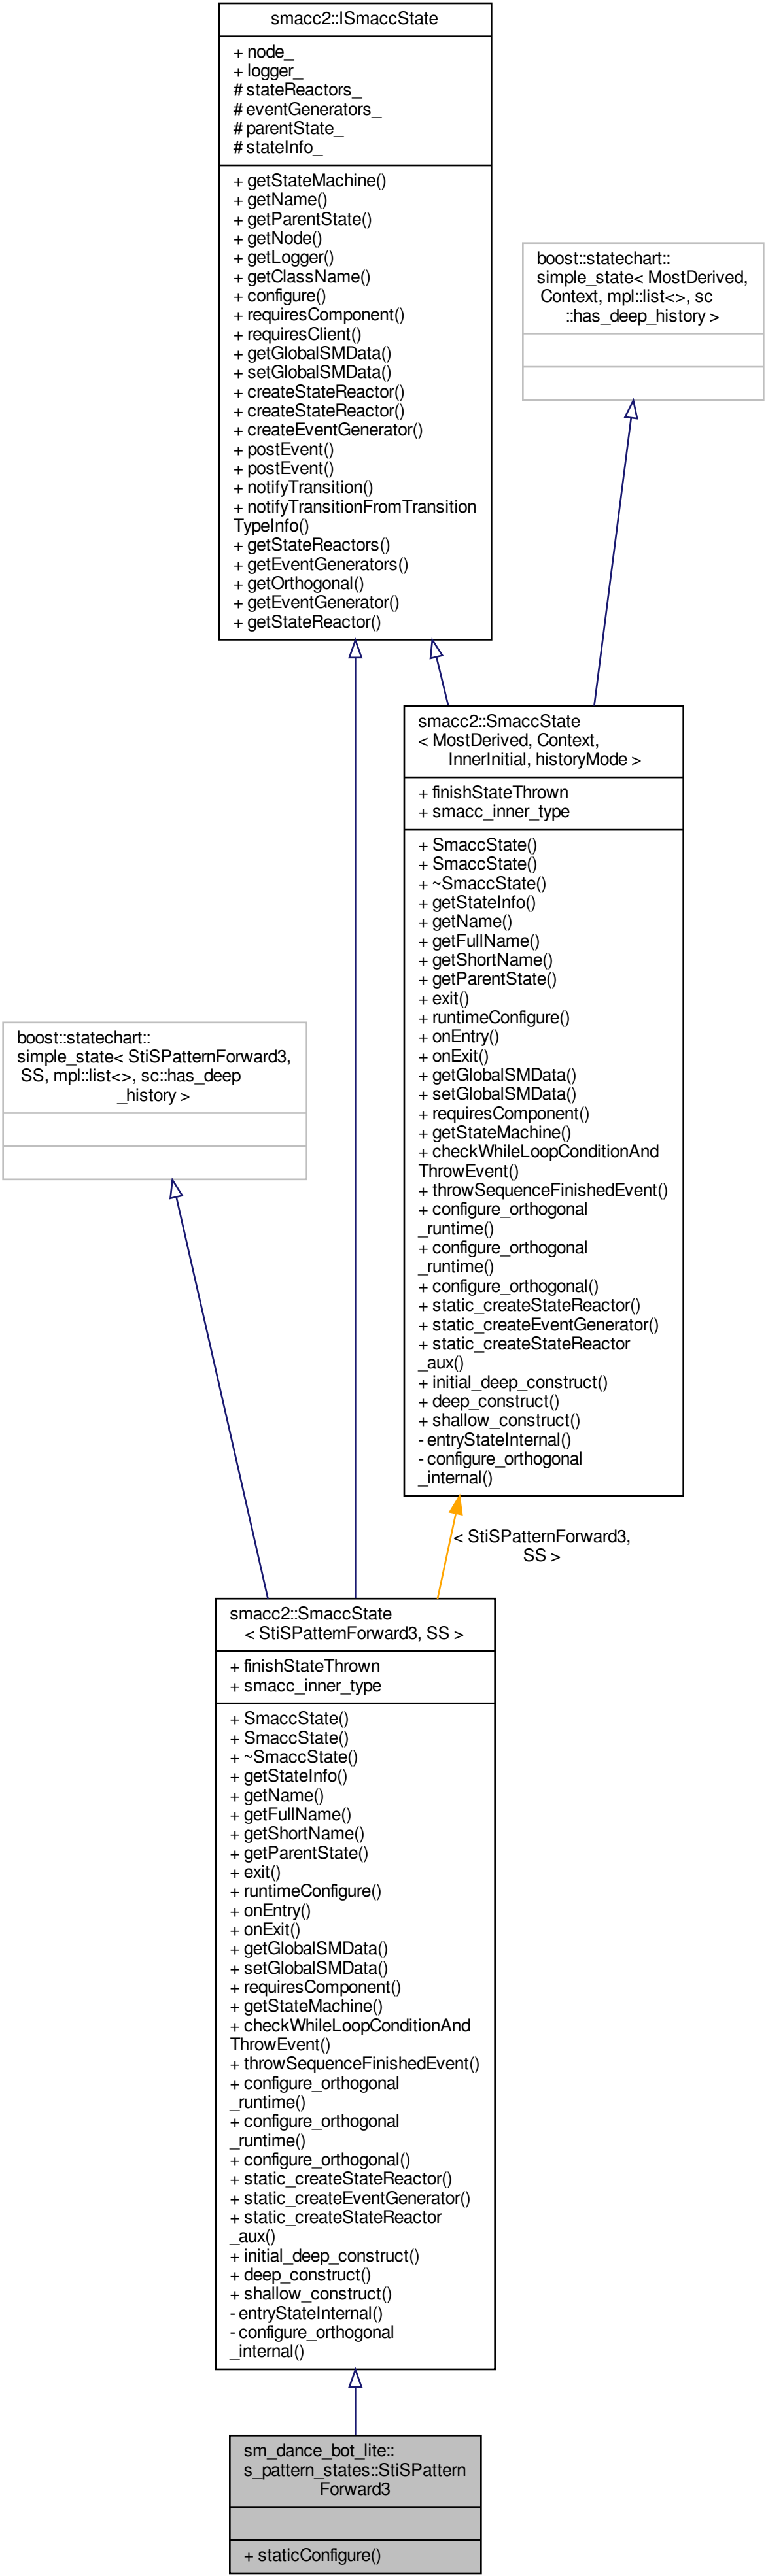 smacc2::ISmaccState
+ node_
+ logger_
# stateReactors_
# eventGenerators_
# parentState_
# stateInfo_
+ getStateMachine()
+ getName()
+ getParentState()
+ getNode()
+ getLogger()
+ getClassName()
+ configure()
+ requiresComponent()
+ requiresClient()
+ getGlobalSMData()
+ setGlobalSMData()
+ createStateReactor()
+ createStateReactor()
+ createEventGenerator()
+ postEvent()
+ postEvent()
+ notifyTransition()
+ notifyTransitionFromTransition
TypeInfo()
+ getStateReactors()
+ getEventGenerators()
+ getOrthogonal()
+ getEventGenerator()
+ getStateReactor()
boost::statechart::
simple_state< MostDerived,
Context, mpl::list<>, sc
::has_deep_history >
smacc2::SmaccState
< MostDerived, Context,
InnerInitial, historyMode >
+ finishStateThrown
+ smacc_inner_type
+ SmaccState()
+ SmaccState()
+ ~SmaccState()
+ getStateInfo()
+ getName()
+ getFullName()
+ getShortName()
+ getParentState()
+ exit()
+ runtimeConfigure()
+ onEntry()
+ onExit()
+ getGlobalSMData()
+ setGlobalSMData()
+ requiresComponent()
+ getStateMachine()
+ checkWhileLoopConditionAnd
ThrowEvent()
+ throwSequenceFinishedEvent()
+ configure_orthogonal
_runtime()
+ configure_orthogonal
_runtime()
+ configure_orthogonal()
+ static_createStateReactor()
+ static_createEventGenerator()
+ static_createStateReactor
_aux()
+ initial_deep_construct()
+ deep_construct()
+ shallow_construct()
- entryStateInternal()
- configure_orthogonal
_internal()
boost::statechart::
simple_state< StiSPatternForward3,
SS, mpl::list<>, sc::has_deep
_history >
< StiSPatternForward3,
SS >
smacc2::SmaccState
< StiSPatternForward3, SS >
+ finishStateThrown
+ smacc_inner_type
+ SmaccState()
+ SmaccState()
+ ~SmaccState()
+ getStateInfo()
+ getName()
+ getFullName()
+ getShortName()
+ getParentState()
+ exit()
+ runtimeConfigure()
+ onEntry()
+ onExit()
+ getGlobalSMData()
+ setGlobalSMData()
+ requiresComponent()
+ getStateMachine()
+ checkWhileLoopConditionAnd
ThrowEvent()
+ throwSequenceFinishedEvent()
+ configure_orthogonal
_runtime()
+ configure_orthogonal
_runtime()
+ configure_orthogonal()
+ static_createStateReactor()
+ static_createEventGenerator()
+ static_createStateReactor
_aux()
+ initial_deep_construct()
+ deep_construct()
+ shallow_construct()
- entryStateInternal()
- configure_orthogonal
_internal()
sm_dance_bot_lite::
s_pattern_states::StiSPattern
Forward3
+ staticConfigure()